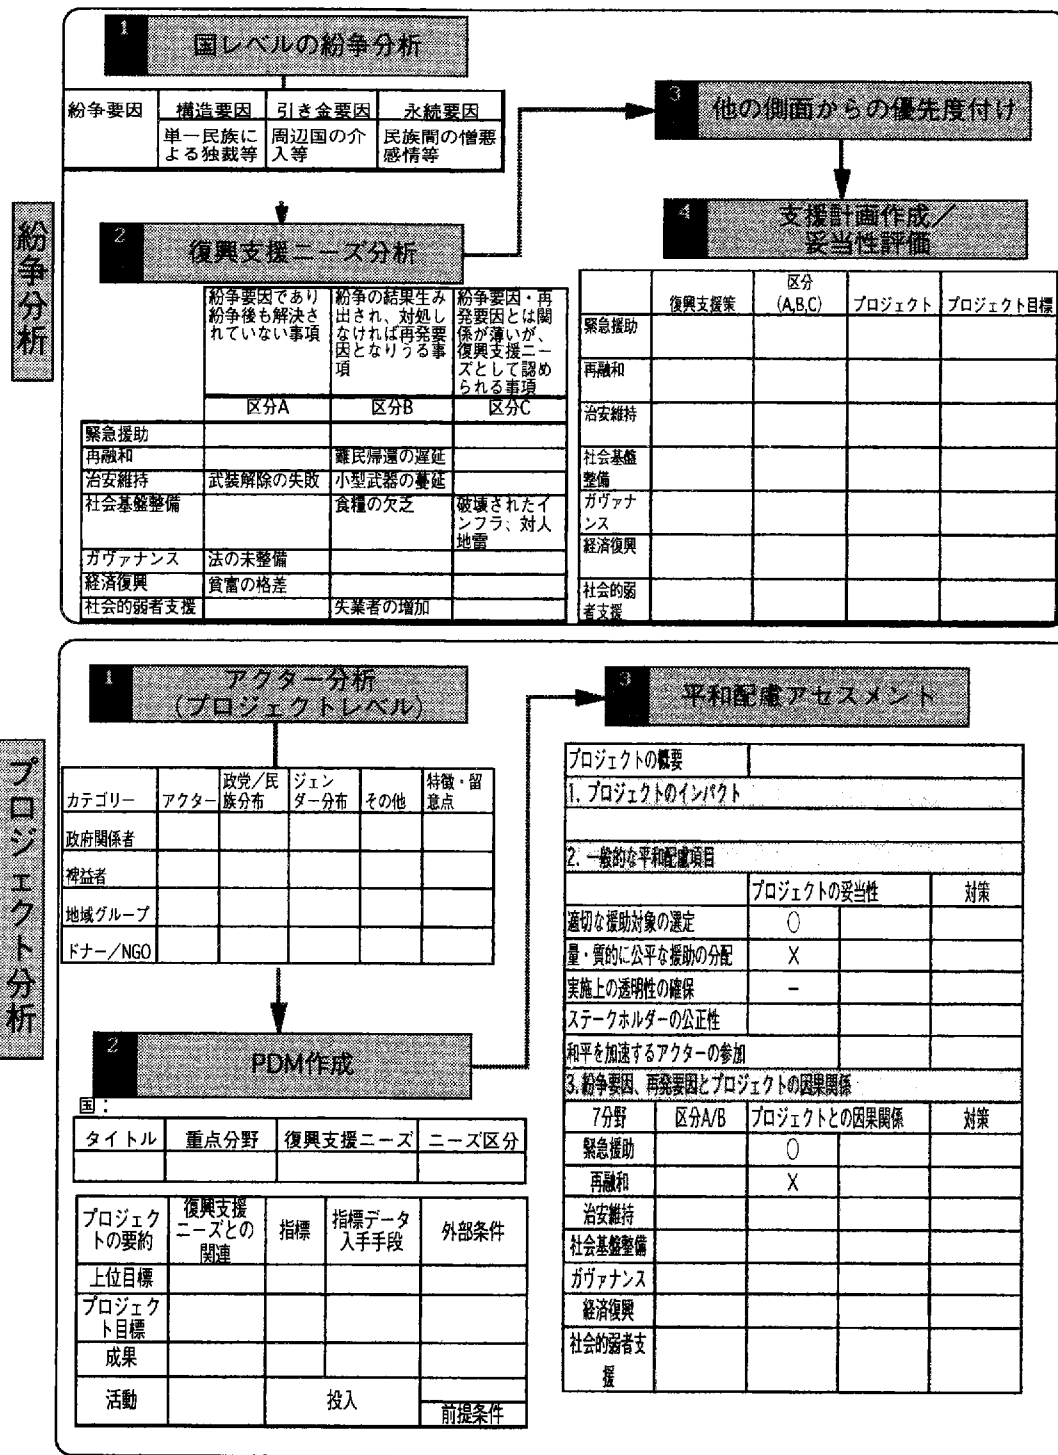 紛争分析
1
国レベルの紛争分析
紛争要因 構造要因 引き金要因 永続要因
単一民族に 周辺国の介 民族間の憎悪
よる独裁等 入等 感情等
2
復興支援ニーズ分析
紛争要因であり
紛争後も解決さ
れていない事項
紛争の結果生み
出され、対処し
なければ再発要
因となりうる事
項
紛争要因・再
発要因とは関
係が薄いが、
復興支援ニー
ズとして認め
られる事項
区分A 区分B 区分C
緊急援助
再融和 難民帰還の遅延
治安維持 武装解除の失敗 小型武器の蔓延
社会基盤整備 食糧の欠乏 破壊されたイ
ンフラ、対人
地雷
ガヴァナンス 法の未整備
経済復興 貧富の格差
社会的弱者支援 失業者の増加
3
他の側面からの優先度付け
4
支援計画作成/
妥当性評価
復興支援策 区分 プロジェクト プロジェクト目標
(A,B,C)
緊急援助
再融和
治安維持
社会基盤
整備
ガヴァナ
ンス
経済復興
社会的弱
者支援
プロジェクト分析
1
アクター分析
(プロジェクトレベル)
カテゴリー アクター 政党/民 ジェン その他 特徴・留
族分布 ダー分布 意点
政府関係者
裨益者
地域グループ
ドナー/NGO
2
PDM作成
国:
タイトル 重点分野 復興支援ニーズ ニーズ区分
プロジェク
トの要約
復興支援
ニーズとの
関連
指標
指標データ
入手手段
外部条件
上位目標
プロジェク
ト目標
成果
活動 投入
前提条件
3
平和配慮アセスメント
プロジェクトの概要
1. プロジェクトのインパクト
2. 一般的な平和配慮項目
プロジェクトの妥当性 対策
適切な援助対象の選定 ○
量・質的に公平な援助の分配 X
実施上の透明性の確保 −
ステークホルダーの公正性
和平を加速するアクターの参加
3.紛争要因、再発要因とプロジェクトの因果関係
7分野 区分A/B プロジェクトとの因果関係 対策
緊急援助 ○
再融和 X
治安維持
社会基盤整備
ガヴァナンス
経済復興
社会的弱者支
援